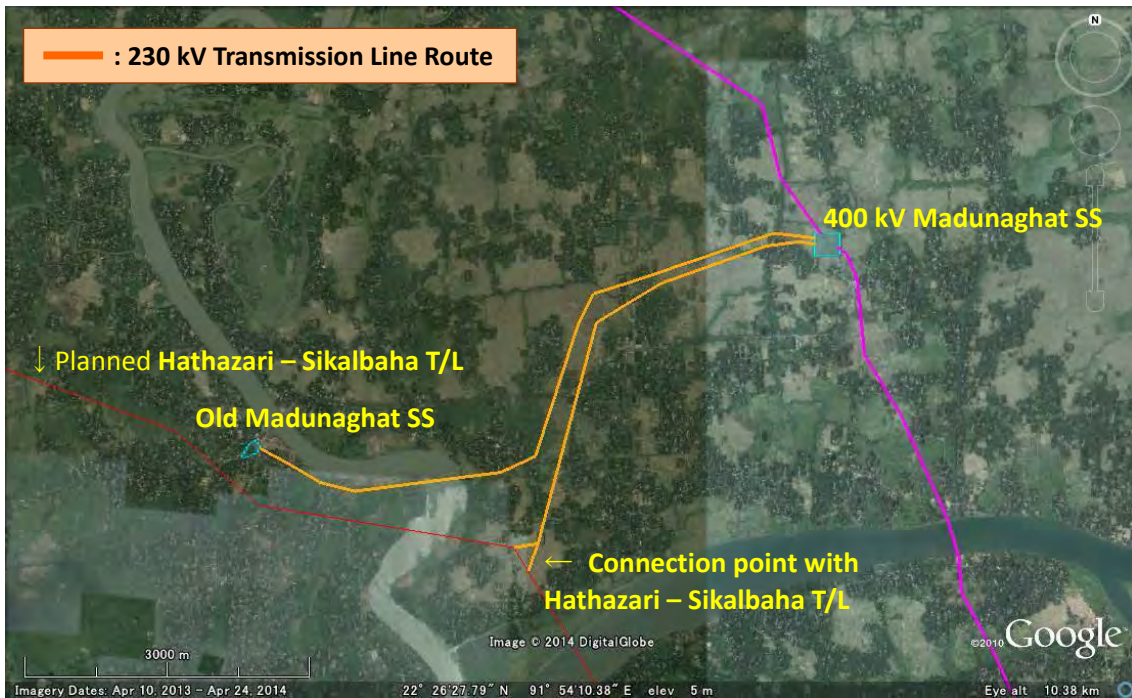 : 230 kV Transmission Line Route
N
400 kV Madunaghat SS
↓ Planned Hathazari – Sikalbaha T/L
Old Madunaghat SS
← Connection point with
Hathazari – Sikalbaha T/L
Image © 2014 DigitalGlobe
©2010 Google
3000 m
Imagery Dates: Apr 10, 2013 - Apr 24, 2014
22° 26'27.79" N 91° 54'10.38" E elev 5 m
Eye alt 10.38 km